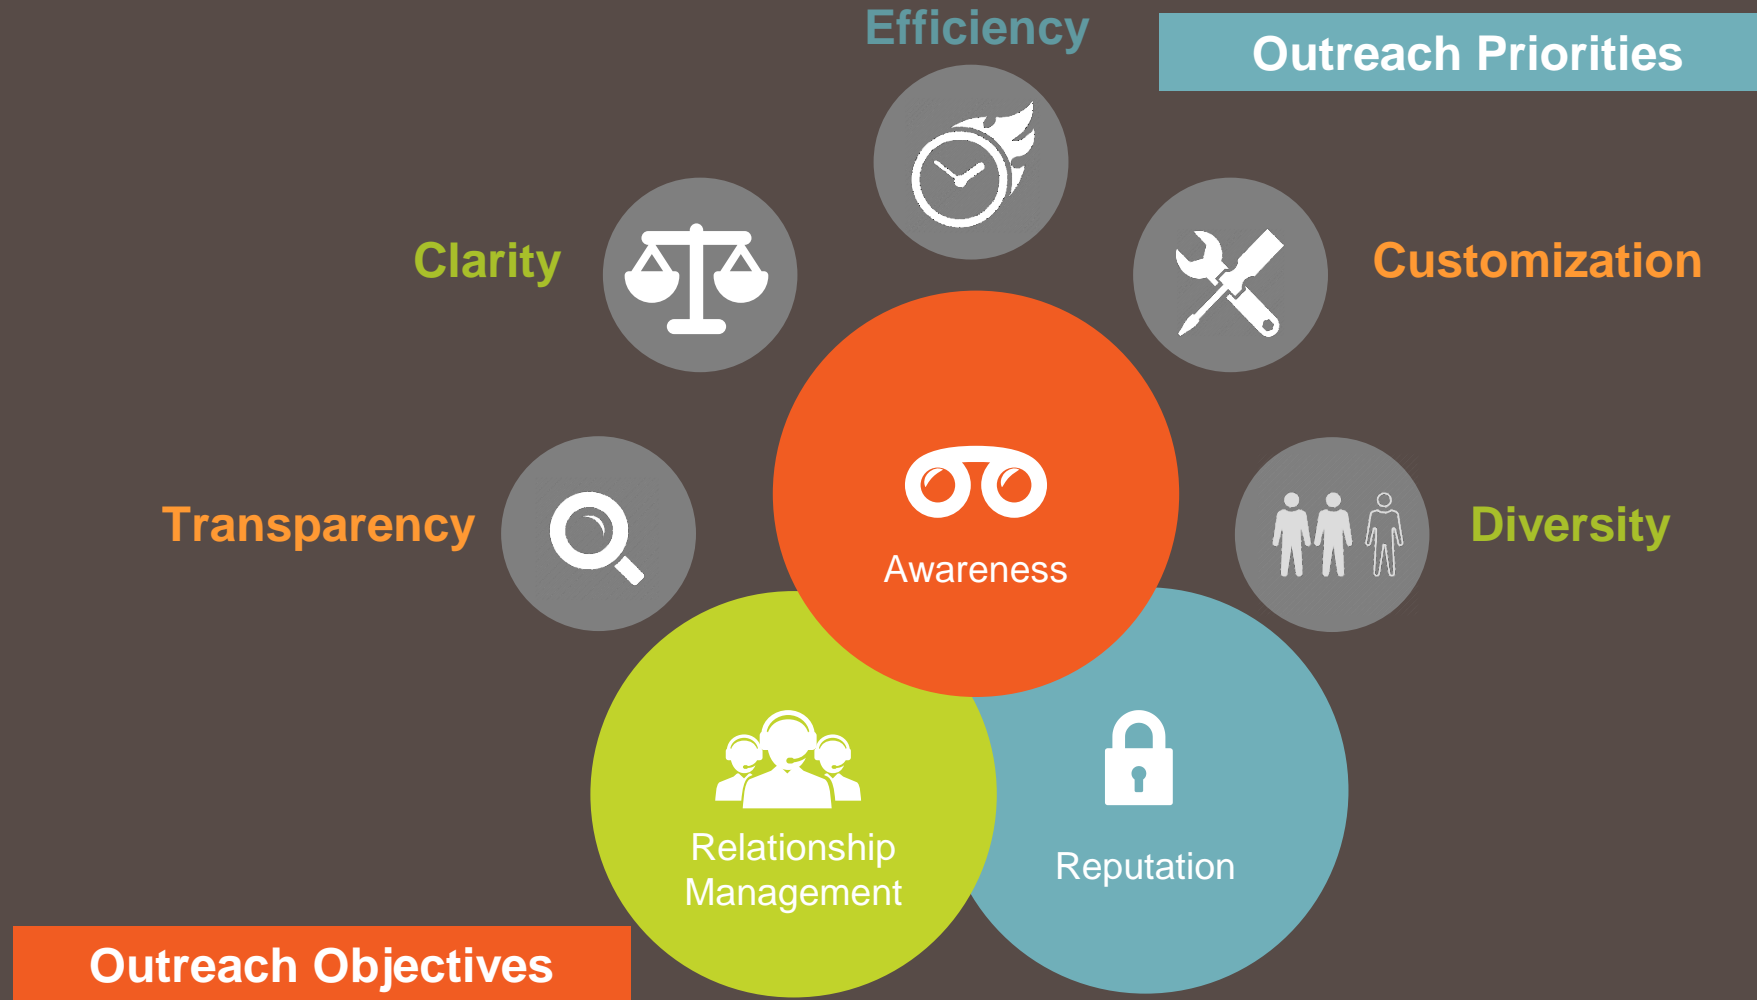 Efficiency
Outreach Priorities
Clarity
Customization
Transparency
Diversity
Awareness
Relationship
Management
Reputation
Outreach Objectives